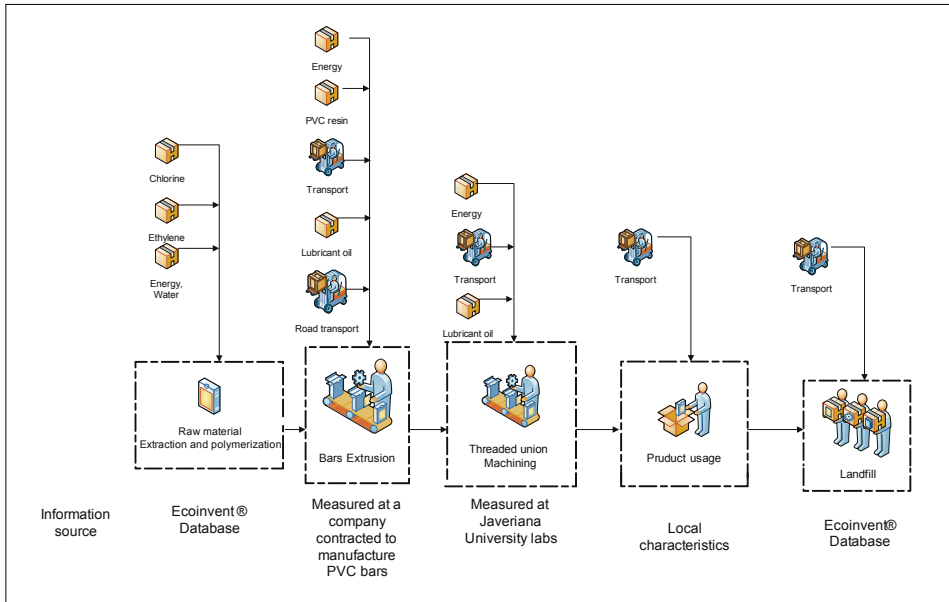 Energy
PVC resin
Transport
Lubricant oil
Road transport
Chlorine
Ethylene
Energy,
Water
Energy
Transport
Lubricant oil
Transport
Transport
Raw material
Extraction and polymerization
Bars Extrusion
Threaded union
Machining
Pruduct usage
Landfill
Information
source
Ecoinvent ®
Database
Measured at a
company
contracted to
manufacture
PVC bars
Measured at
Javeriana
University labs
Local
characteristics
Ecoinvent®
Database